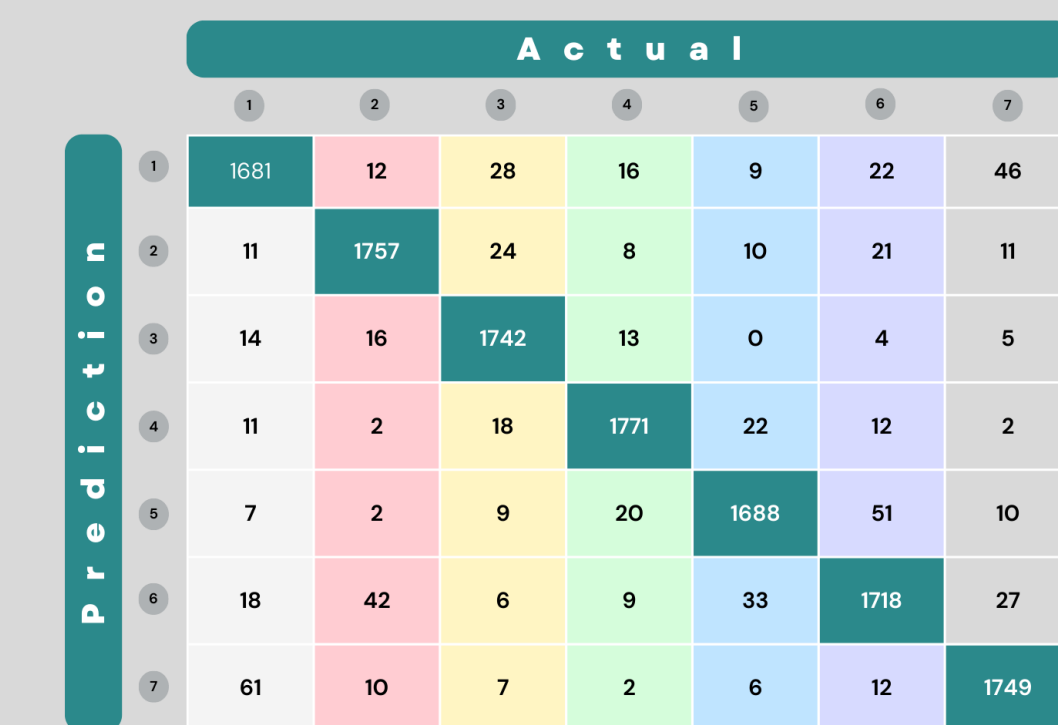 Actual
1 2 3 4 5 6 7
Prediction
1 1681 12 28 16 9 22 46
2 11 1757 24 8 10 21 11
3 14 16 1742 13 0 4 5
4 11 2 18 1771 22 12 2
5 7 2 9 20 1688 51 10
6 18 42 6 9 33 1718 27
7 61 10 7 2 6 12 1749